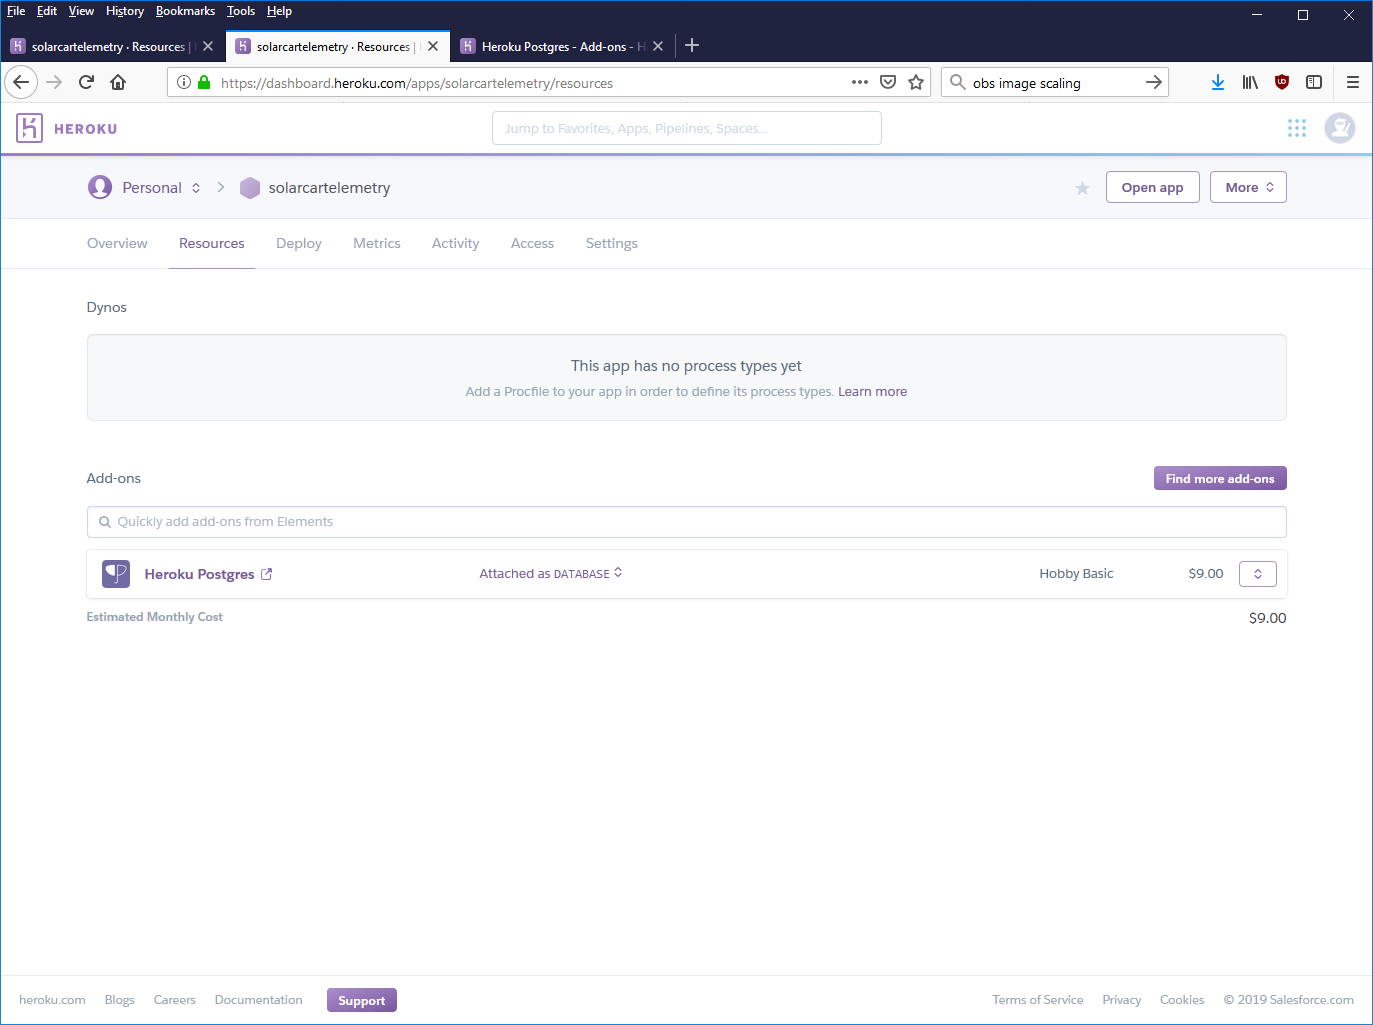 File Edit View History Bookmarks Tools Help
solarcartelemetry · Resources | solarcartelemetry · Resources | Heroku Postgres - Add-ons - H
https://dashboard.heroku.com/apps/solarcartelemetry/resources obs image scaling
HEROKU Jump to Favorites, Apps, Pipelines, Spaces...
Personal solarcartelemetry Open app More
Overview Resources Deploy Metrics Activity Access Settings
Dynos
This app has no process types yet
Add a Procfile to your app in order to define its process types. Learn more
Add-ons Find more add-ons
Quickly add add-ons from Elements
Heroku Postgres Attached as DATABASE Hobby Basic $9.00
Estimated Monthly Cost $9.00
heroku.com Blogs Careers Documentation Support Terms of Service Privacy Cookies © 2019 Salesforce.com